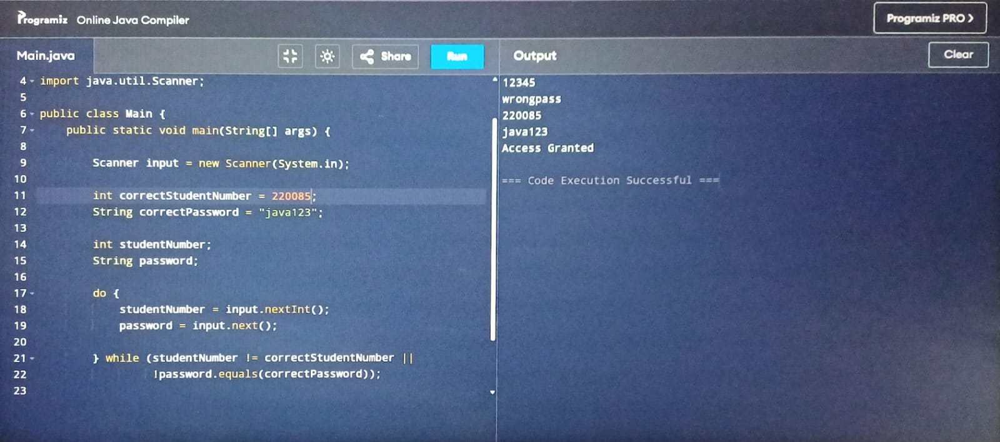 Programiz Online Java Compiler
Programiz PRO >
Main.java
Share
Run
Output
Clear
4 import java.util.Scanner;
5
6 public class Main {
7 public static void main(String[] args) {
8
9 Scanner input = new Scanner(System.in);
10
11 int correctStudentNumber = 220085;
12 String correctPassword = "java123";
13
14 int studentNumber;
15 String password;
16
17 do {
18 studentNumber = input.nextInt();
19 password = input.next();
20
21 } while (studentNumber != correctStudentNumber ||
22 !password.equals(correctPassword));
23
12345
wrongpass
220085
java123
Access Granted
=== Code Execution Successful ===